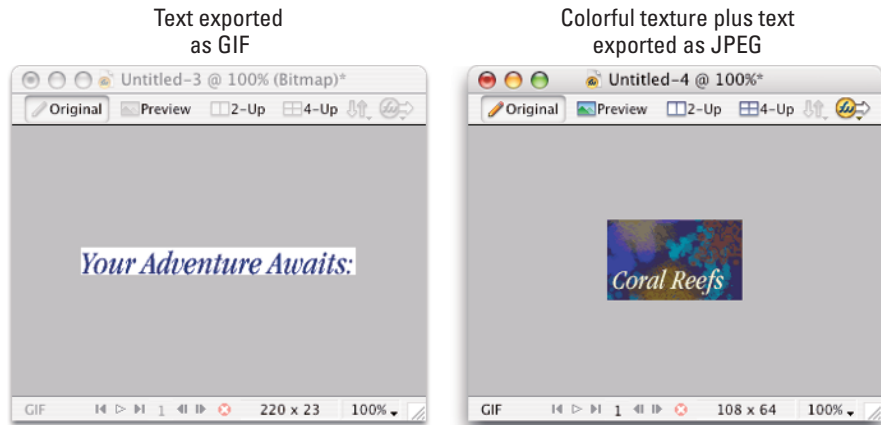 Text exported
as GIF
Colorful texture plus text
exported as JPEG
Untitled-3 @ 100% (Bitmap)*
Original Preview 2-Up 4-Up
Your Adventure Awaits:
GIF 1 220 x 23 100%
Untitled-4 @ 100%*
Original Preview 2-Up 4-Up
Coral Reefs
GIF 1 108 x 64 100%